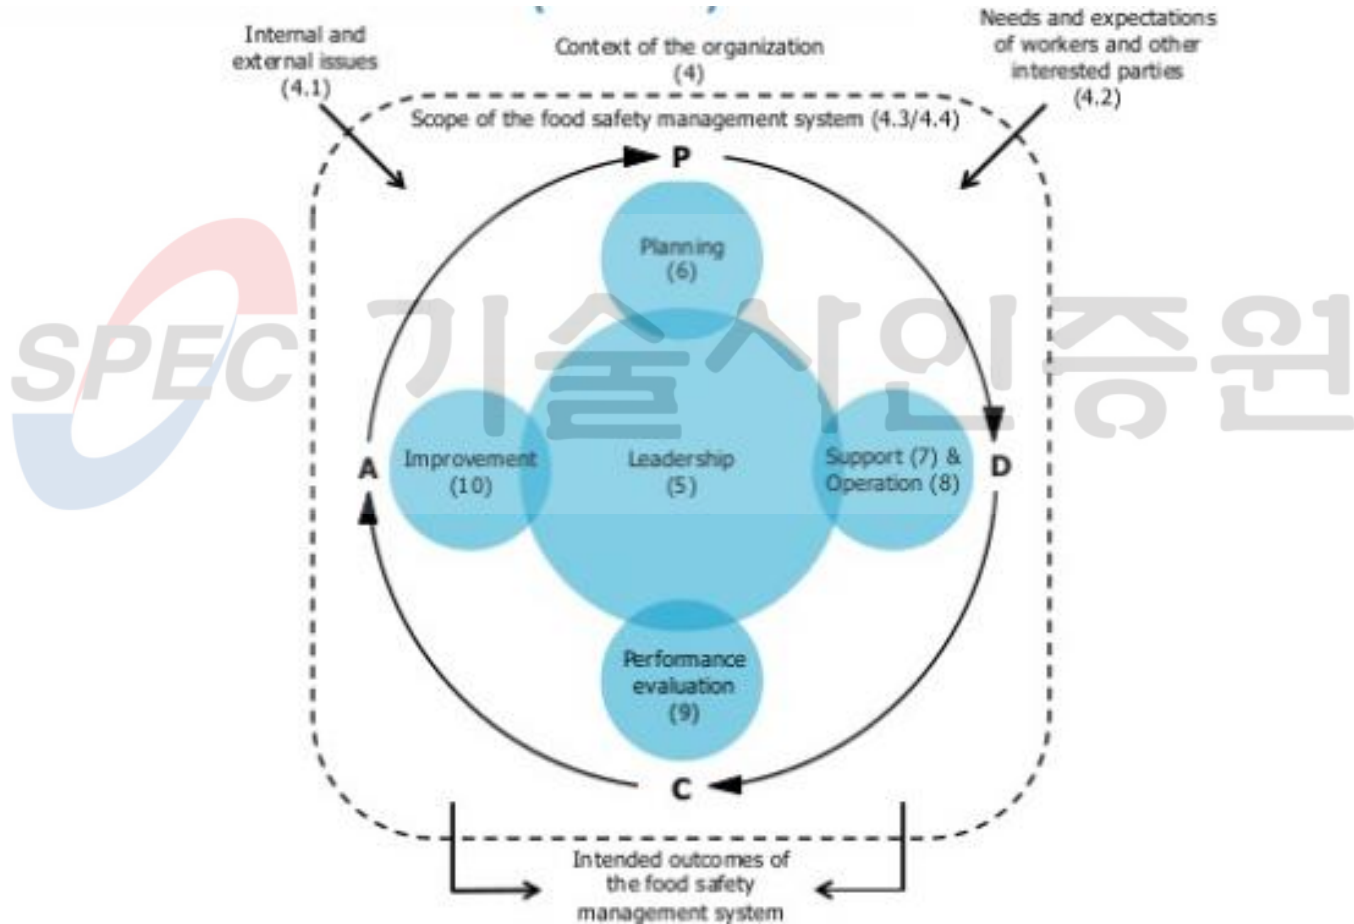 Internal and
external issues
(4.1)
Context of the organization
(4)
Needs and expectations
of workers and other
interested parties
(4.2)
Scope of the food safety management system (4.3/4.4)
P
Planning
(6)
SPEC 기술사인증원
A
Improvement
(10)
Leadership
(5)
Support (7) &
Operation (8)
D
Performance
evaluation
(9)
C
Intended outcomes of
the food safety
management system